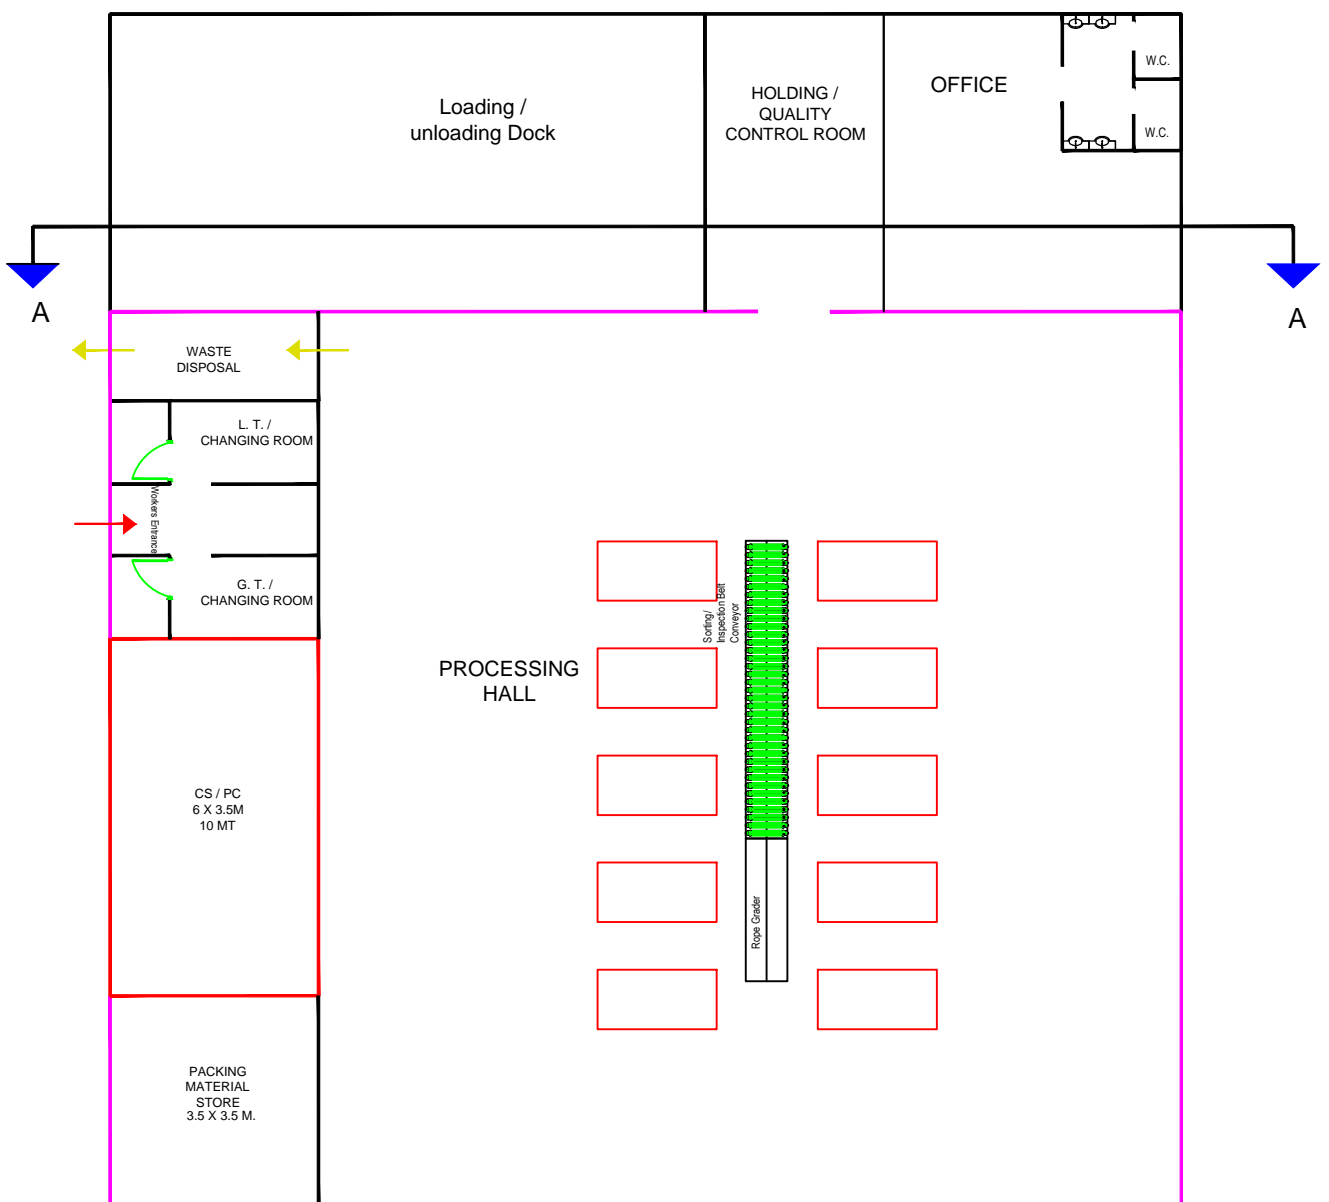 Loading /
unloading Dock
HOLDING /
QUALITY
CONTROL ROOM
OFFICE
W.C.
W.C.
A
A
WASTE
DISPOSAL
L. T. /
CHANGING ROOM
Workers Entrance
G. T. /
CHANGING ROOM
Sorting/
Inspection Belt
Conveyor
PROCESSING
HALL
CS / PC
6 X 3.5M
10 MT
Rope Grader
PACKING
MATERIAL
STORE
3.5 X 3.5 M.